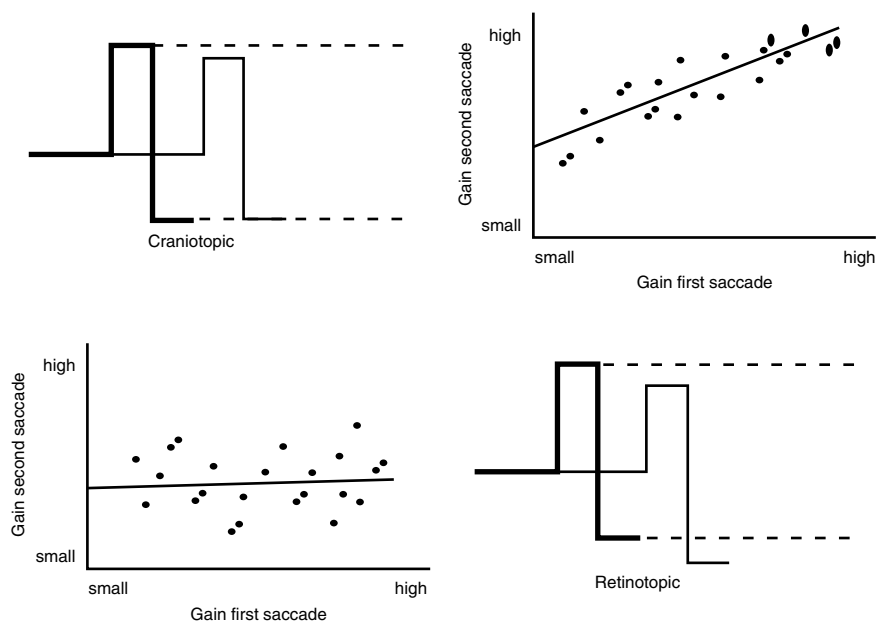 Craniotopic
high
Gain second saccade
small
small
high
Gain first saccade
high
Gain second saccade
small
small
high
Gain first saccade
Retinotopic